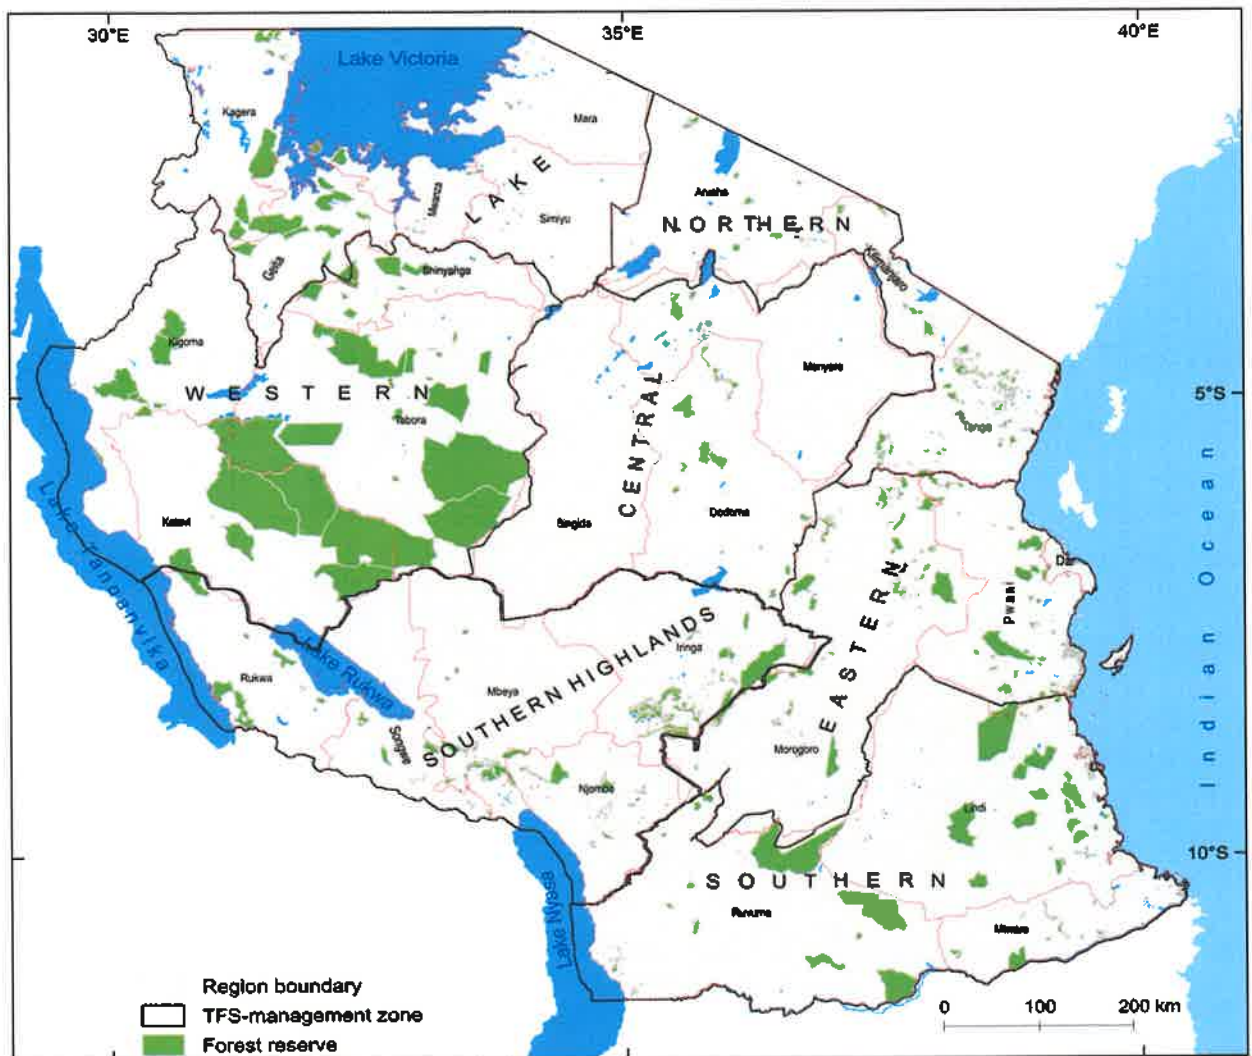 30°E
35°E
40°E
Lake Victoria
Kagera
Mara
Mwanza
LAKE
Simiyu
Arusha
NORTHERN
Kilimanjaro
Geita
Shinyanga
Kigoma
WESTERN
Tabora
Manyara
5°S
Tanga
CENTRAL
Katavi
Singida
Dodoma
Lake Tanganyika
Dar
Pwani
EASTERN
Indian Ocean
Iringa
Rukwa
Lake Rukwa
Mbeya
SOUTHERN HIGHLANDS
Songwe
Morogoro
Njombe
Lindi
10°S
SOUTHERN
Ruvuma
Mtwara
Lake Nyasa
Region boundary
TFS-management zone
Forest reserve
0 100 200 km